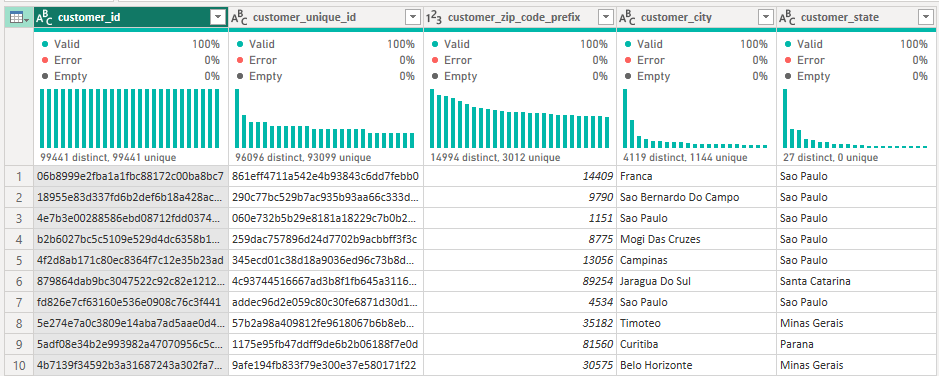 customer_id customer_unique_id customer_zip_code_prefix customer_city customer_state
Valid 100% Valid 100% Valid 100% Valid 100% Valid 100%
Error 0% Error 0% Error 0% Error 0% Error 0%
Empty 0% Empty 0% Empty 0% Empty 0% Empty 0%
99441 distinct, 99441 unique 96096 distinct, 93099 unique 14994 distinct, 3012 unique 4119 distinct, 1144 unique 27 distinct, 0 unique
1 06b8999e2fba1a1fbc88172c00ba8bc7 861eff4711a542e4b93843c6dd7febb0 14409 Franca Sao Paulo
2 18955e83d337fd6b2def6b18a428ac... 290c77bc529b7ac935b93aa66c333d... 9790 Sao Bernardo Do Campo Sao Paulo
3 4e7b3e00288586ebd08712fdd0374... 060e732b5b29e8181a18229c7b0b2... 1151 Sao Paulo Sao Paulo
4 b2b6027bc5c5109e529d4dc6358b1... 259dac757896d24d7702b9acbbff3f3c 8775 Mogi Das Cruzes Sao Paulo
5 4f2d8ab171c80ec8364f7c12e35b23ad 345ecd01c38d18a9036ed96c73b8d... 13056 Campinas Sao Paulo
6 879864dab9bc3047522c92c82e1212... 4c93744516667ad3b8f1fb645a3116... 89254 Jaragua Do Sul Santa Catarina
7 fd826e7cf63160e536e0908c76c3f441 addec96d2e059c80c30fe6871d30d1... 4534 Sao Paulo Sao Paulo
8 5e274e7a0c3809e14aba7ad5aae0d4... 57b2a98a409812fe9618067b6b8eb... 35182 Timoteo Minas Gerais
9 5adf08e34b2e993982a47070956c5c... 1175e95fb47ddff9de6b2b06188f7e0d 81560 Curitiba Parana
10 4b7139f34592b3a31687243a302fa7... 9afe194fb833f79e300e37e580171f22 30575 Belo Horizonte Minas Gerais